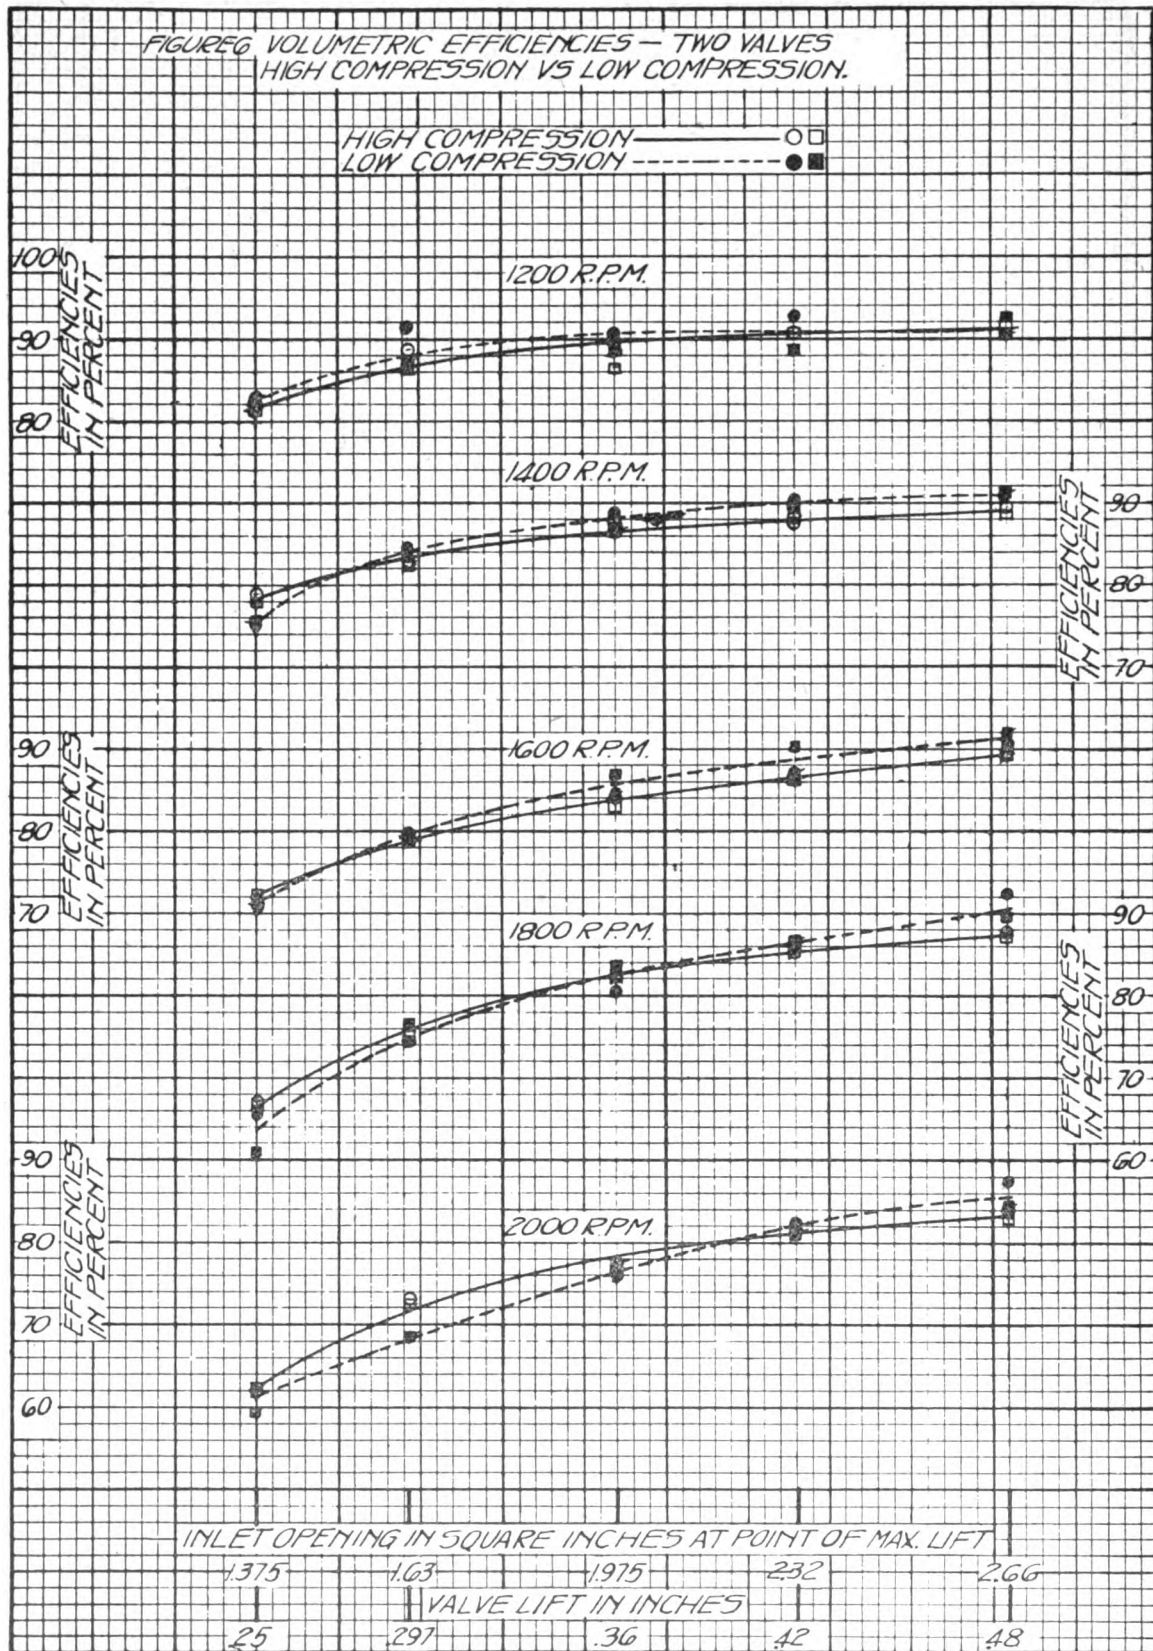 FIGURE6 VOLUMETRIC EFFICIENCIES — TWO VALVES
HIGH COMPRESSION VS LOW COMPRESSION.
HIGH COMPRESSION
LOW COMPRESSION
1200 R.P.M.
100
90
80
EFFICIENCIES
IN PERCENT
1400 R.P.M.
90
80
70
EFFICIENCIES
IN PERCENT
1600 R.P.M.
90
80
70
EFFICIENCIES
IN PERCENT
1800 R.P.M.
90
80
70
60
EFFICIENCIES
IN PERCENT
2000 R.P.M.
90
80
70
60
EFFICIENCIES
IN PERCENT
INLET OPENING IN SQUARE INCHES AT POINT OF MAX. LIFT
1.375 1.63 1.975 2.32 2.66
VALVE LIFT IN INCHES
.25 .297 .36 .42 .48